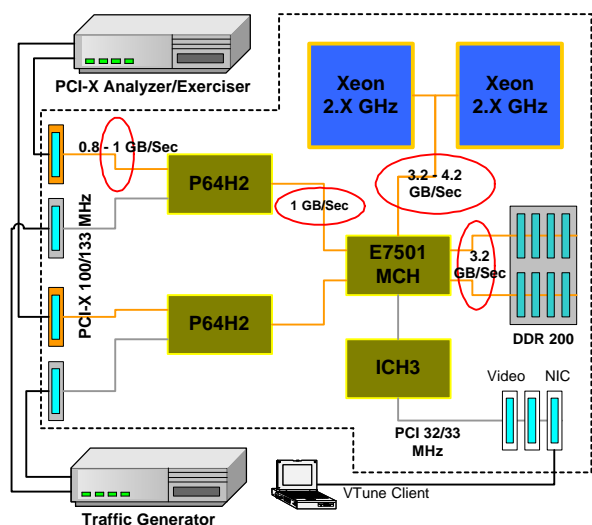 PCI-X Analyzer/Exerciser
Xeon
2.X GHz
Xeon
2.X GHz
0.8 - 1 GB/Sec
P64H2
3.2 - 4.2
GB/Sec
1 GB/Sec
PCI-X 100/133 MHz
E7501
MCH
3.2
GB/Sec
P64H2
DDR 200
ICH3
Video
NIC
PCI 32/33
MHz
VTune Client
Traffic Generator